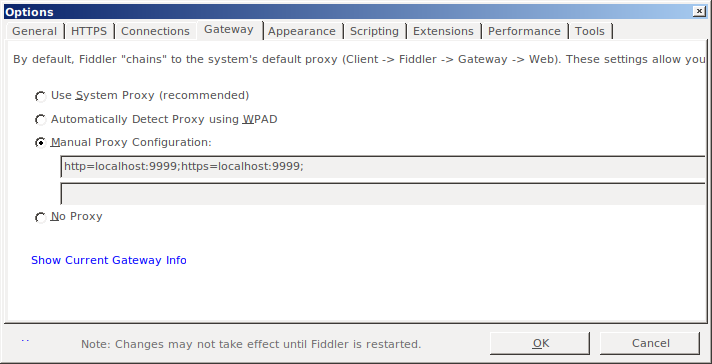 Options
General HTTPS Connections Gateway Appearance Scripting Extensions Performance Tools
By default, Fiddler "chains" to the system's default proxy (Client -> Fiddler -> Gateway -> Web). These settings allow you
Use System Proxy (recommended)
Automatically Detect Proxy using WPAD
Manual Proxy Configuration:
http=localhost:9999;https=localhost:9999;
No Proxy
Show Current Gateway Info
Note: Changes may not take effect until Fiddler is restarted.
OK Cancel